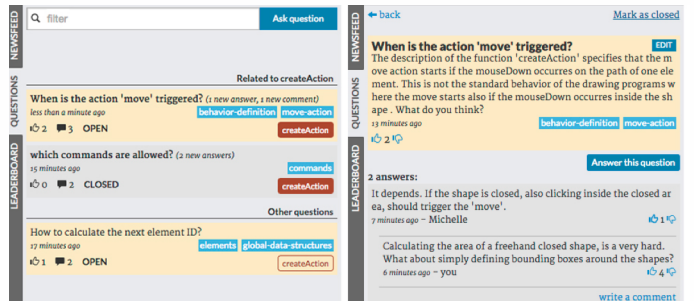 NEWSFEED
QUESTIONS
LEADERBOARD
filter
Ask question
Related to createAction
When is the action 'move' triggered? (1 new answer, 1 new comment)
less than a minute ago behavior-definition move-action
2 3 OPEN createAction
which commands are allowed? (2 new answers)
15 minutes ago commands
0 2 CLOSED createAction
Other questions
How to calculate the next element ID?
17 minutes ago elements global-data-structures
1 2 OPEN createAction
NEWSFEED
QUESTIONS
LEADERBOARD
back Mark as closed
When is the action 'move' triggered? EDIT
The description of the function 'createAction' specifies that the m
ove action starts if the mouseDown occurres on the path of one ele
ment. This is not the standard behavior of the drawing programs w
here the move starts also if the mouseDown occurres inside the sh
ape . What do you think?
13 minutes ago behavior-definition move-action
2
Answer this question
2 answers:
It depends. If the shape is closed, also clicking inside the closed ar
ea, should trigger the 'move'.
7 minutes ago - Michelle 1
Calculating the area of a freehand closed shape, is a very hard.
What about simply defining bounding boxes around the shapes?
6 minutes ago - you 4
write a comment